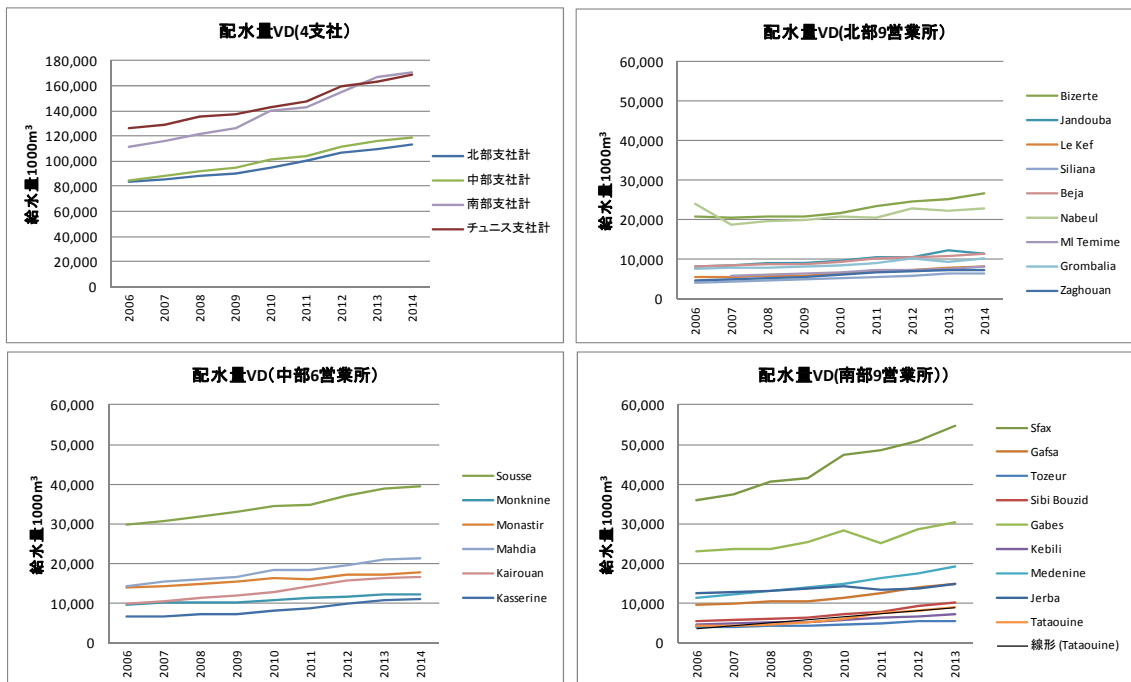 配水量VD(4支社）
給水量1000m³
180,000
160,000
140,000
120,000
100,000
80,000
60,000
40,000
20,000
0
2006
2007
2008
2009
2010
2011
2012
2013
2014
北部支社計
中部支社計
南部支社計
チュニス支社計
配水量VD(北部9営業所）
給水量1000m³
60,000
50,000
40,000
30,000
20,000
10,000
0
2006
2007
2008
2009
2010
2011
2012
2013
2014
Bizerte
Jandouba
Le Kef
Siliana
Beja
Nabeul
Ml Temime
Grombalia
Zaghouan
配水量VD（中部6営業所）
給水量1000m³
60,000
50,000
40,000
30,000
20,000
10,000
0
2006
2007
2008
2009
2010
2011
2012
2013
2014
Sousse
Monknine
Monastir
Mahdia
Kairouan
Kasserine
配水量VD(南部9営業所））
給水量1000m³
60,000
50,000
40,000
30,000
20,000
10,000
0
2006
2007
2008
2009
2010
2011
2012
2013
Sfax
Gafsa
Tozeur
Sibi Bouzid
Gabes
Kebili
Medenine
Jerba
Tataouine
線形 (Tataouine)